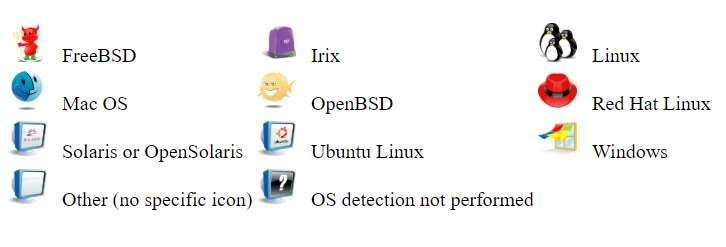 FreeBSD Irix Linux
Mac OS OpenBSD Red Hat Linux
Solaris or OpenSolaris Ubuntu Linux Windows
Other (no specific icon) OS detection not performed